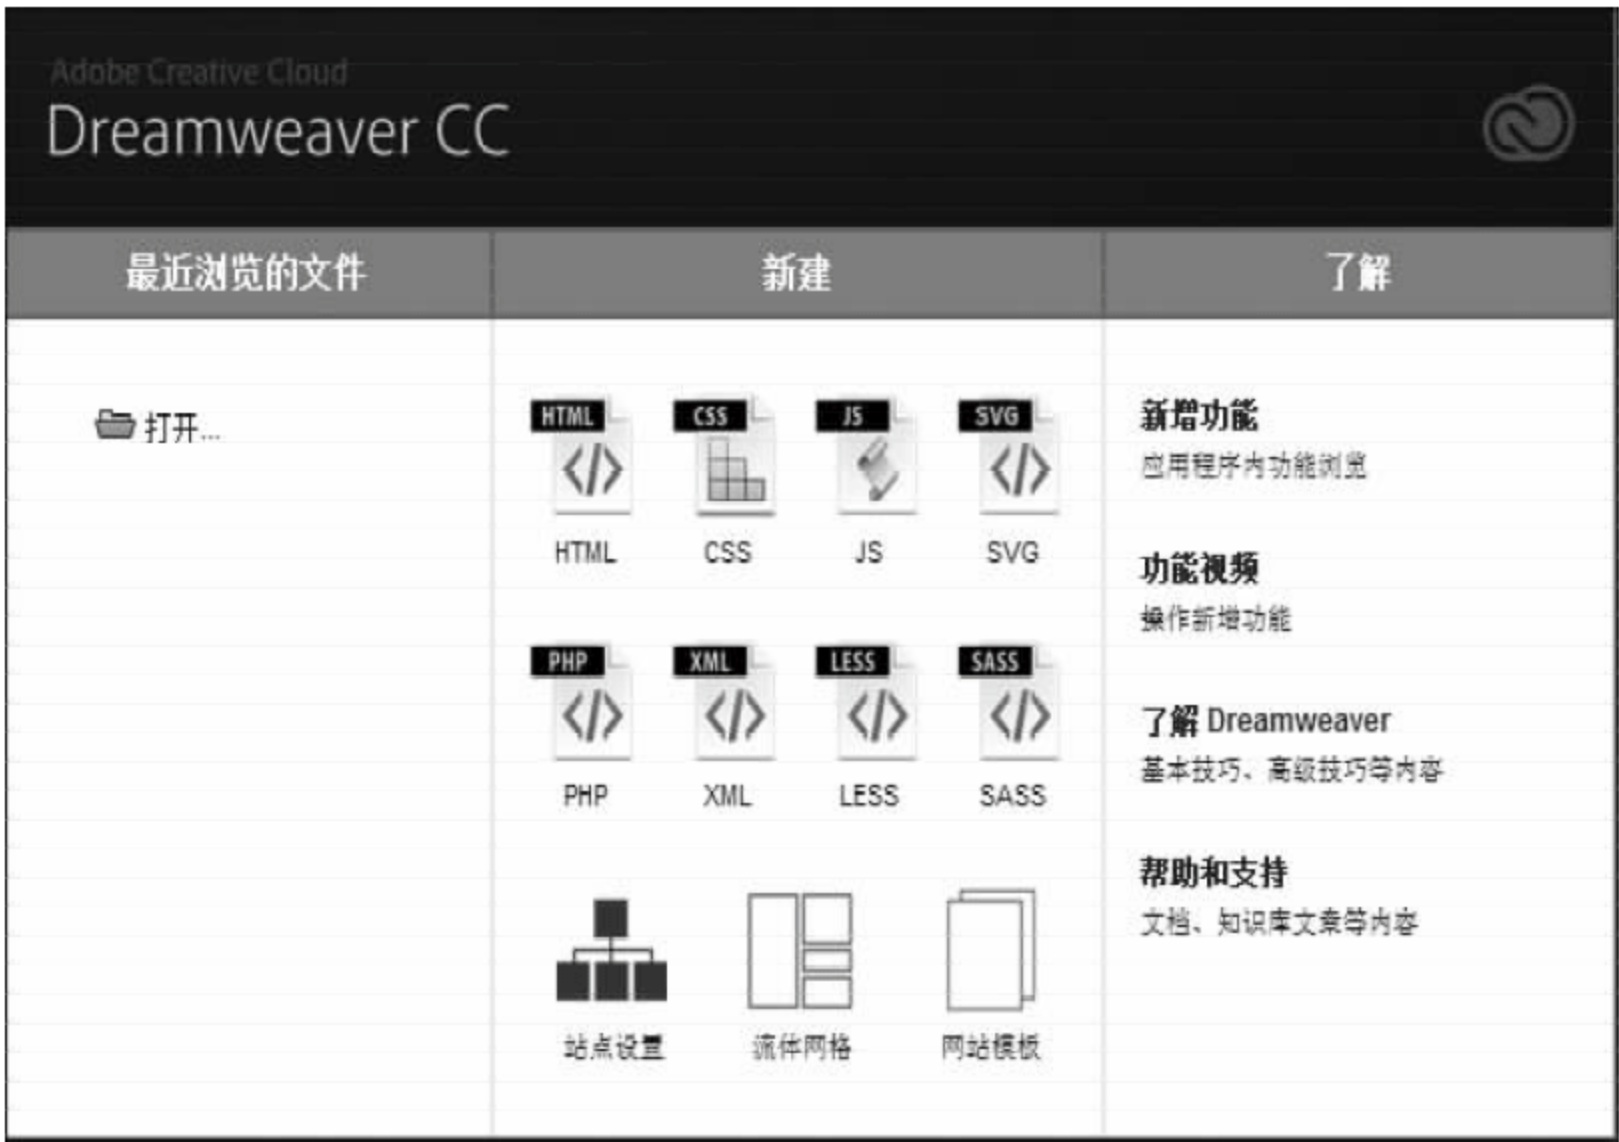 Adobe Creative Cloud
Dreamweaver CC
最近浏览的文件
新建
了解
打开...
HTML
CSS
JS
SVG
HTML
CSS
JS
SVG
PHP
XML
LESS
SASS
PHP
XML
LESS
SASS
站点设置
流体网格
网站模板
新增功能
应用程序内功能浏览
功能视频
操作新增功能
了解 Dreamweaver
基本技巧、高级技巧等内容
帮助和支持
文档、知识库文章等内容